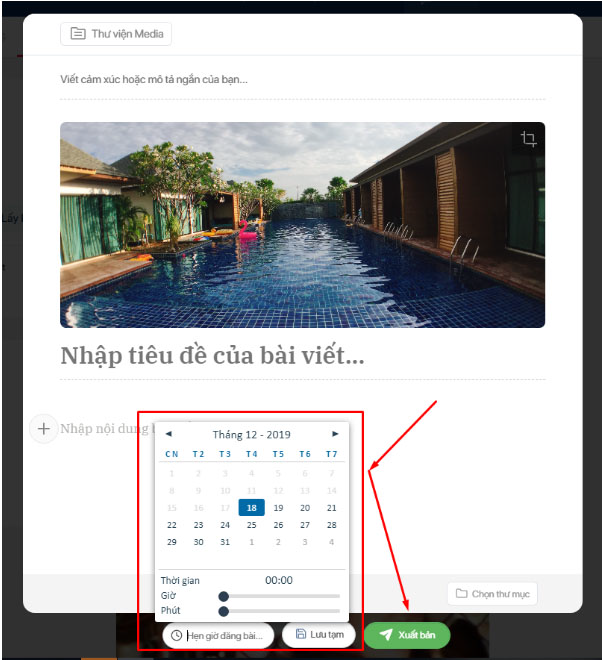 Thư viện Media
Viết cảm xúc hoặc mô tả ngắn của bạn...
Nhập tiêu đề của bài viết...
Nhập nội dung
Tháng 12 - 2019
CN T2 T3 T4 T5 T6 T7
1 2 3 4 5 6 7
8 9 10 11 12 13 14
15 16 17 18 19 20 21
22 23 24 25 26 27 28
29 30 31 1 2 3 4
Thời gian 00:00
Giờ
Phút
Chọn thư mục
Hẹn giờ đăng bài... Lưu tạm Xuất bản